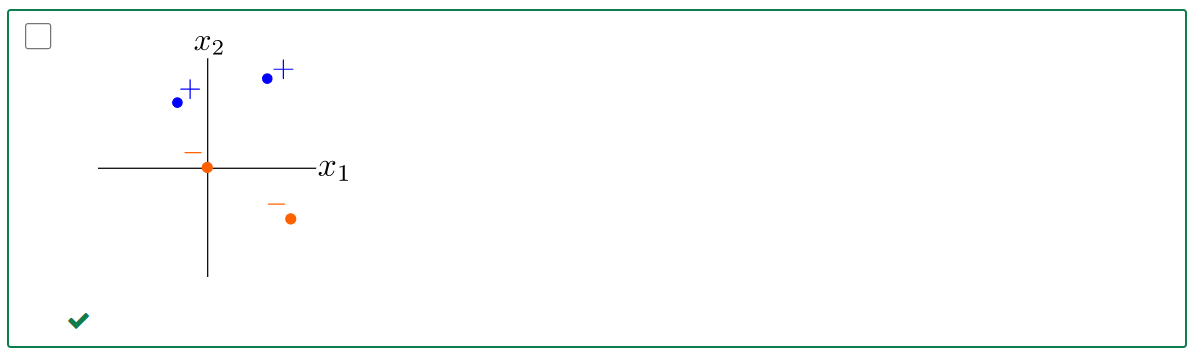 x₂
+
+
−
x₁
−